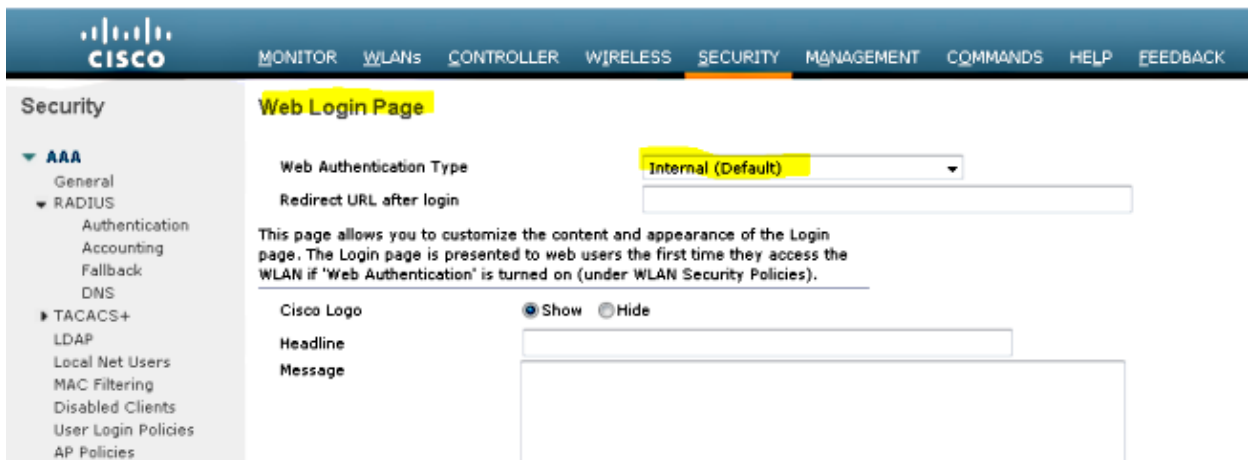 CISCO
MONITOR WLANs CONTROLLER WIRELESS SECURITY MANAGEMENT COMMANDS HELP FEEDBACK
Security
AAA
General
RADIUS
Authentication
Accounting
Fallback
DNS
TACACS+
LDAP
Local Net Users
MAC Filtering
Disabled Clients
User Login Policies
AP Policies
Web Login Page
Web Authentication Type Internal (Default)
Redirect URL after login
This page allows you to customize the content and appearance of the Login
page. The Login page is presented to web users the first time they access the
WLAN if 'Web Authentication' is turned on (under WLAN Security Policies).
Cisco Logo Show Hide
Headline
Message